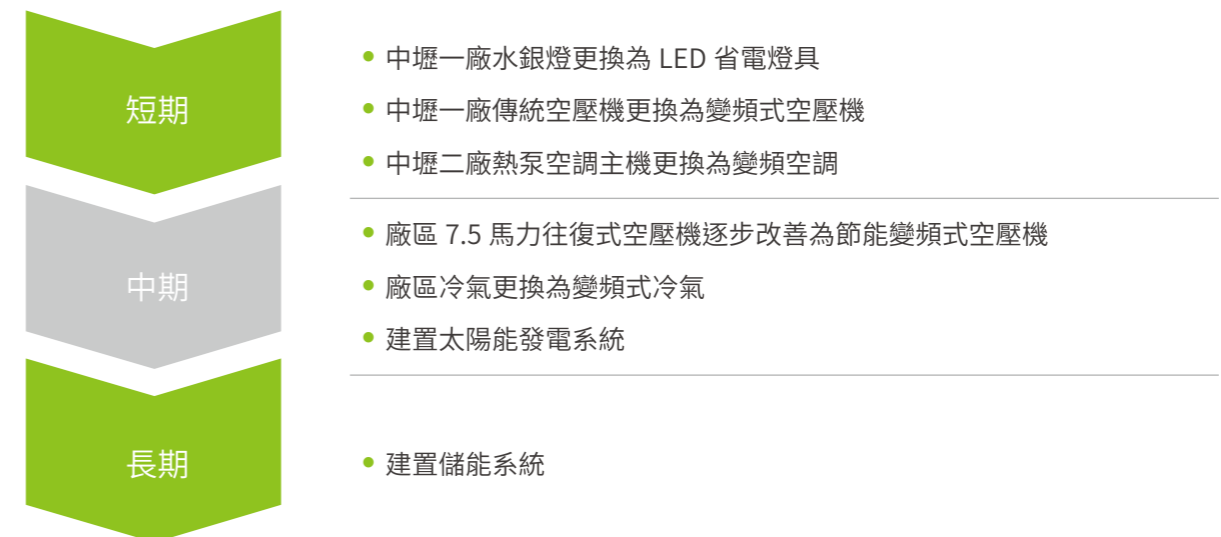 短期
• 中壢一廠水銀燈更換為 LED 省電燈具
• 中壢一廠傳統空壓機更換為變頻式空壓機
• 中壢二廠熱泵空調主機更換為變頻空調
中期
• 廠區 7.5 馬力往復式空壓機逐步改善為節能變頻式空壓機
• 廠區冷氣更換為變頻式冷氣
• 建置太陽能發電系統
長期
• 建置儲能系統